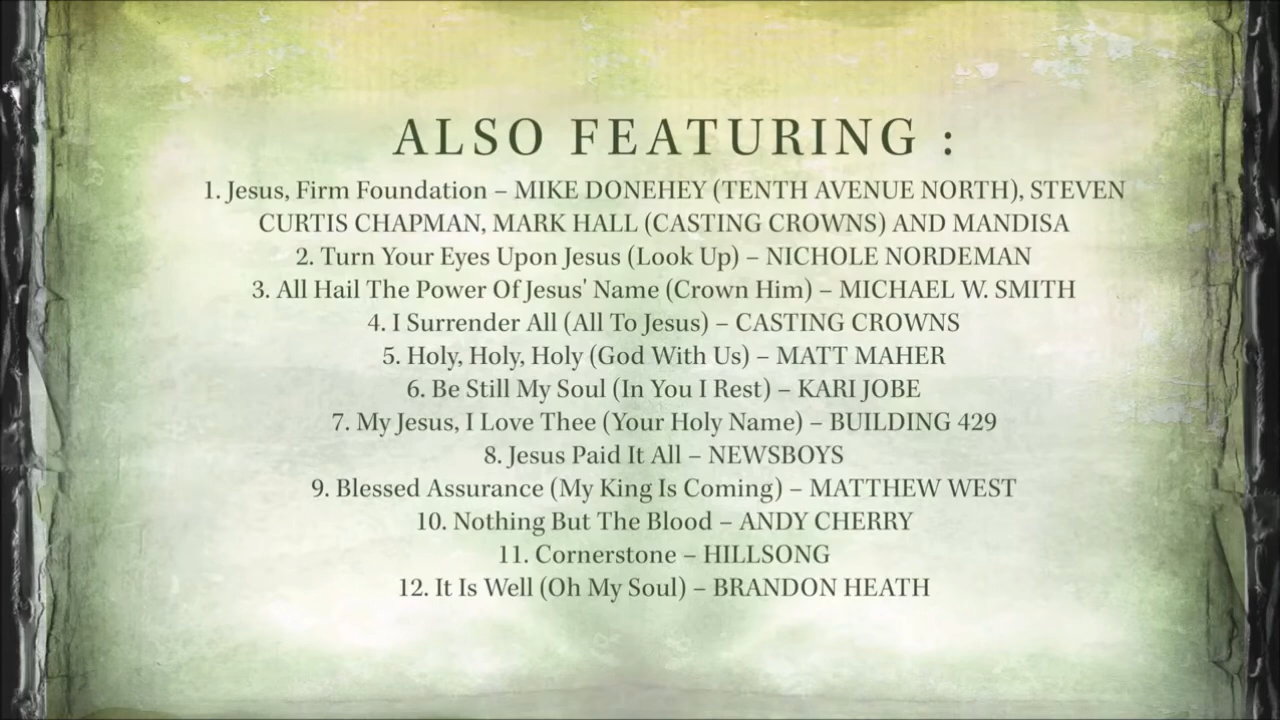 ALSO FEATURING :
1. Jesus, Firm Foundation – MIKE DONEHEY (TENTH AVENUE NORTH), STEVEN
CURTIS CHAPMAN, MARK HALL (CASTING CROWNS) AND MANDISA
2. Turn Your Eyes Upon Jesus (Look Up) – NICHOLE NORDEMAN
3. All Hail The Power Of Jesus' Name (Crown Him) – MICHAEL W. SMITH
4. I Surrender All (All To Jesus) – CASTING CROWNS
5. Holy, Holy, Holy (God With Us) – MATT MAHER
6. Be Still My Soul (In You I Rest) – KARI JOBE
7. My Jesus, I Love Thee (Your Holy Name) – BUILDING 429
8. Jesus Paid It All – NEWSBOYS
9. Blessed Assurance (My King Is Coming) – MATTHEW WEST
10. Nothing But The Blood – ANDY CHERRY
11. Cornerstone – HILLSONG
12. It Is Well (Oh My Soul) – BRANDON HEATH